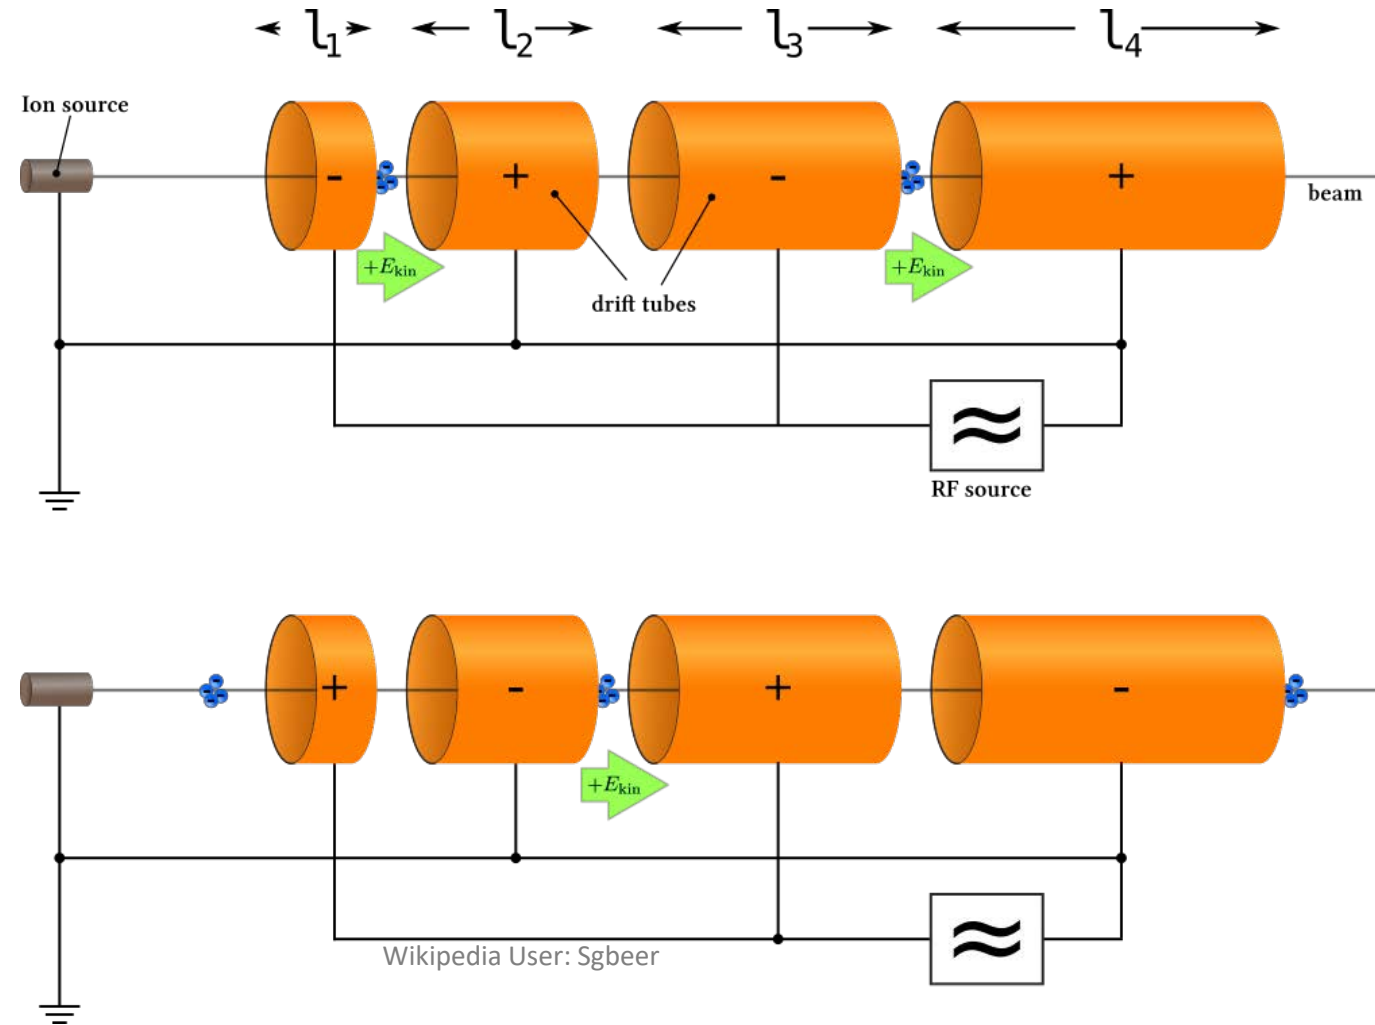 l1 l2 l3 l4
Ion source
- + - +
beam
+Ekin +Ekin
drift tubes
≈
RF source
+ - + -
+Ekin
≈
Wikipedia User: Sgbeer